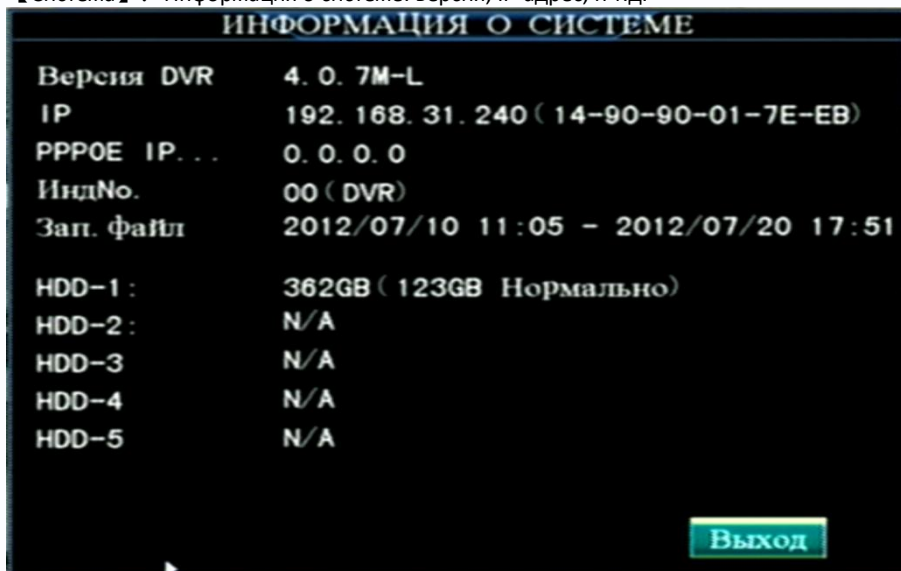 ИНФОРМАЦИЯ О СИСТЕМЕ
Версия DVR 4.0.7M-L
IP 192.168.31.240(14-90-90-01-7E-EB)
PPPOE IP... 0.0.0.0
ИндNo. 00(DVR)
Зап. файл 2012/07/10 11:05 - 2012/07/20 17:51
HDD-1: 362GB(123GB Нормально)
HDD-2: N/A
HDD-3 N/A
HDD-4 N/A
HDD-5 N/A
Выход